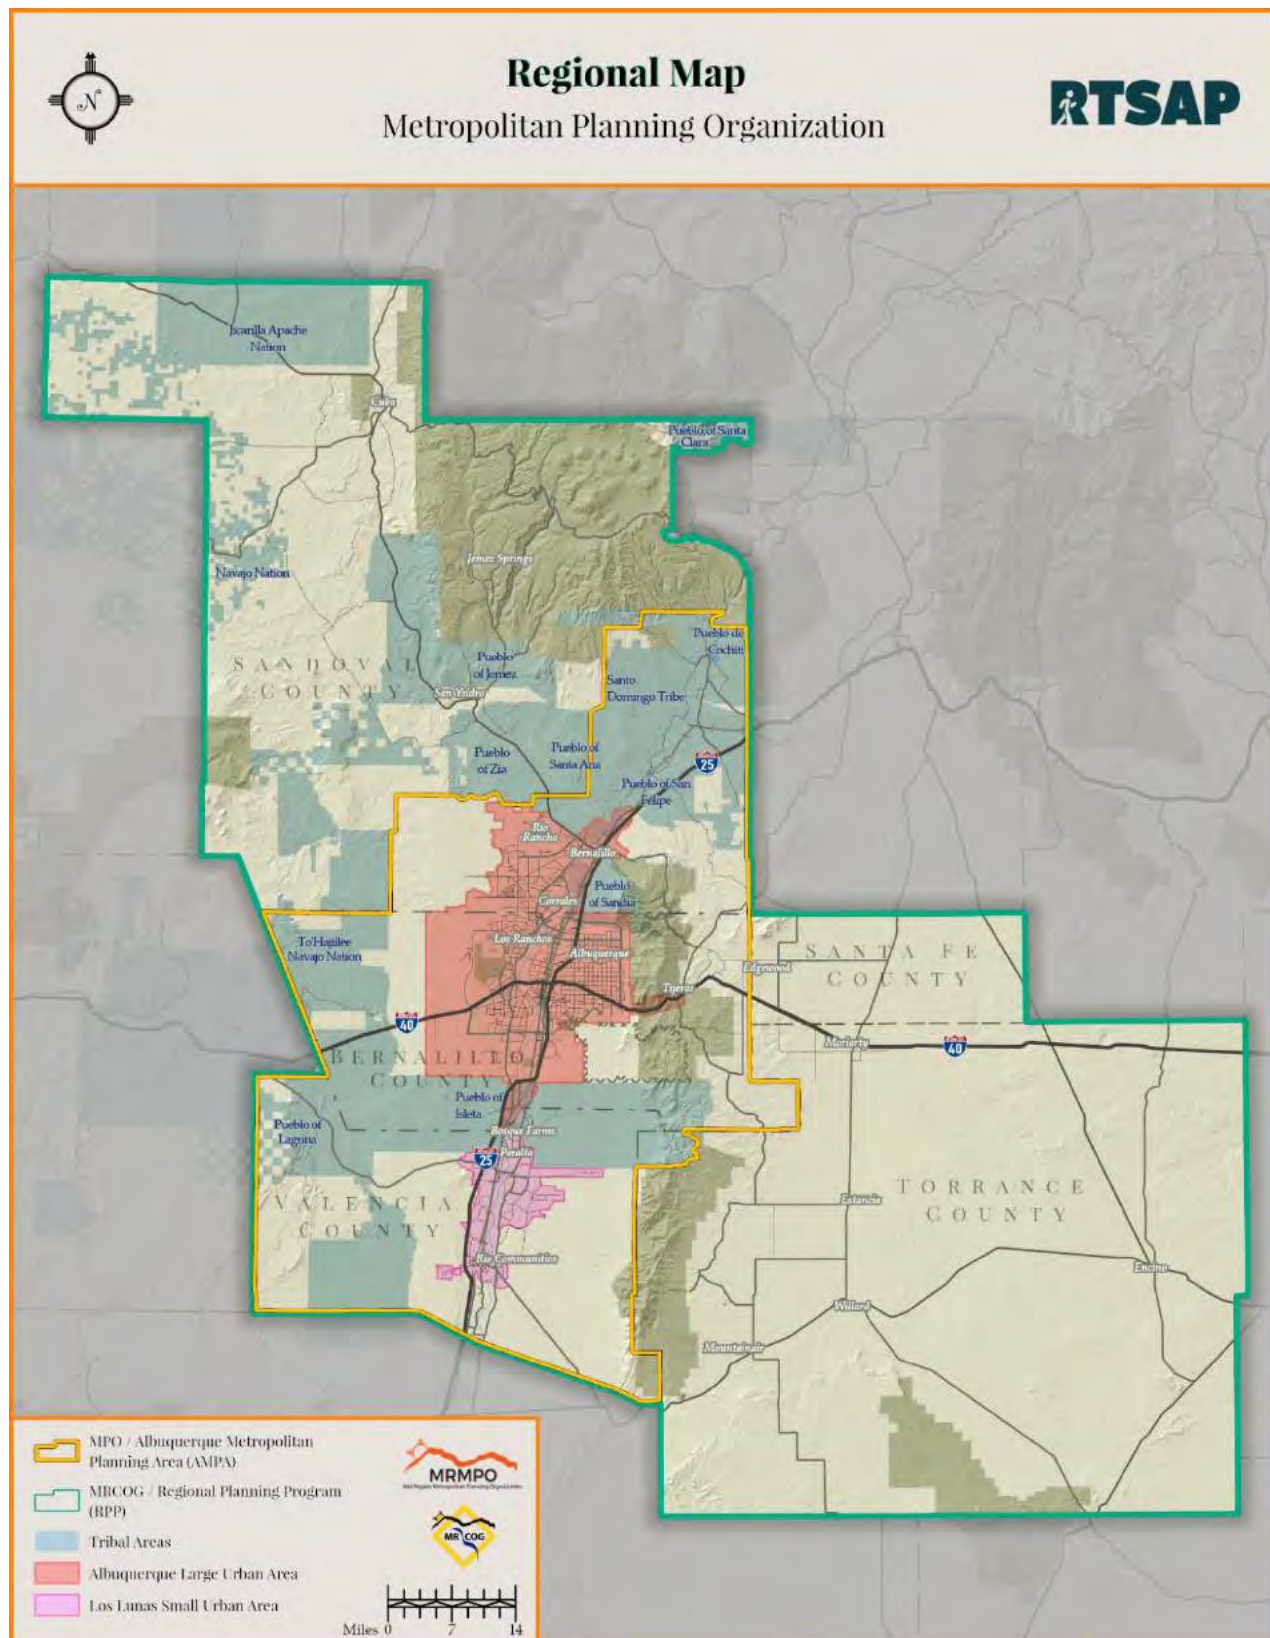 Regional Map
N
Metropolitan Planning Organization
RTSAP
Jicarilla Apache
Nation
Cuba
Pueblo of Santa
Clara
Jemez Springs
Navajo Nation
Pueblo de
Cochiti
SANDOVAL
COUNTY
Pueblo
of Jemez
San Ysidro
Santo
Domingo Tribe
Pueblo
of Zia
Pueblo of
Santa Ana
25
Pueblo of San
Felipe
Rio
Rancho
Bernalillo
Pueblo
of Sandia
Corrales
Los Ranchos
Albuquerque
To'Hajiilee
Navajo Nation
SANTA FE
COUNTY
Edgewood
Tijeras
40
Moriarty
40
BERNALILLO
COUNTY
Pueblo of
Isleta
Pueblo of
Laguna
Bosque Farms
Peralta
25
VALENCIA
COUNTY
Estancia
TORRANCE
COUNTY
Rio Communities
Encino
Willard
Mountainair
MPO / Albuquerque Metropolitan
Planning Area (AMPA)
MRCOG / Regional Planning Program
(RPP)
Tribal Areas
Albuquerque Large Urban Area
Los Lunas Small Urban Area
MRMPO
Mid Region Metropolitan Planning Organization
MR COG
Miles 0 7 14